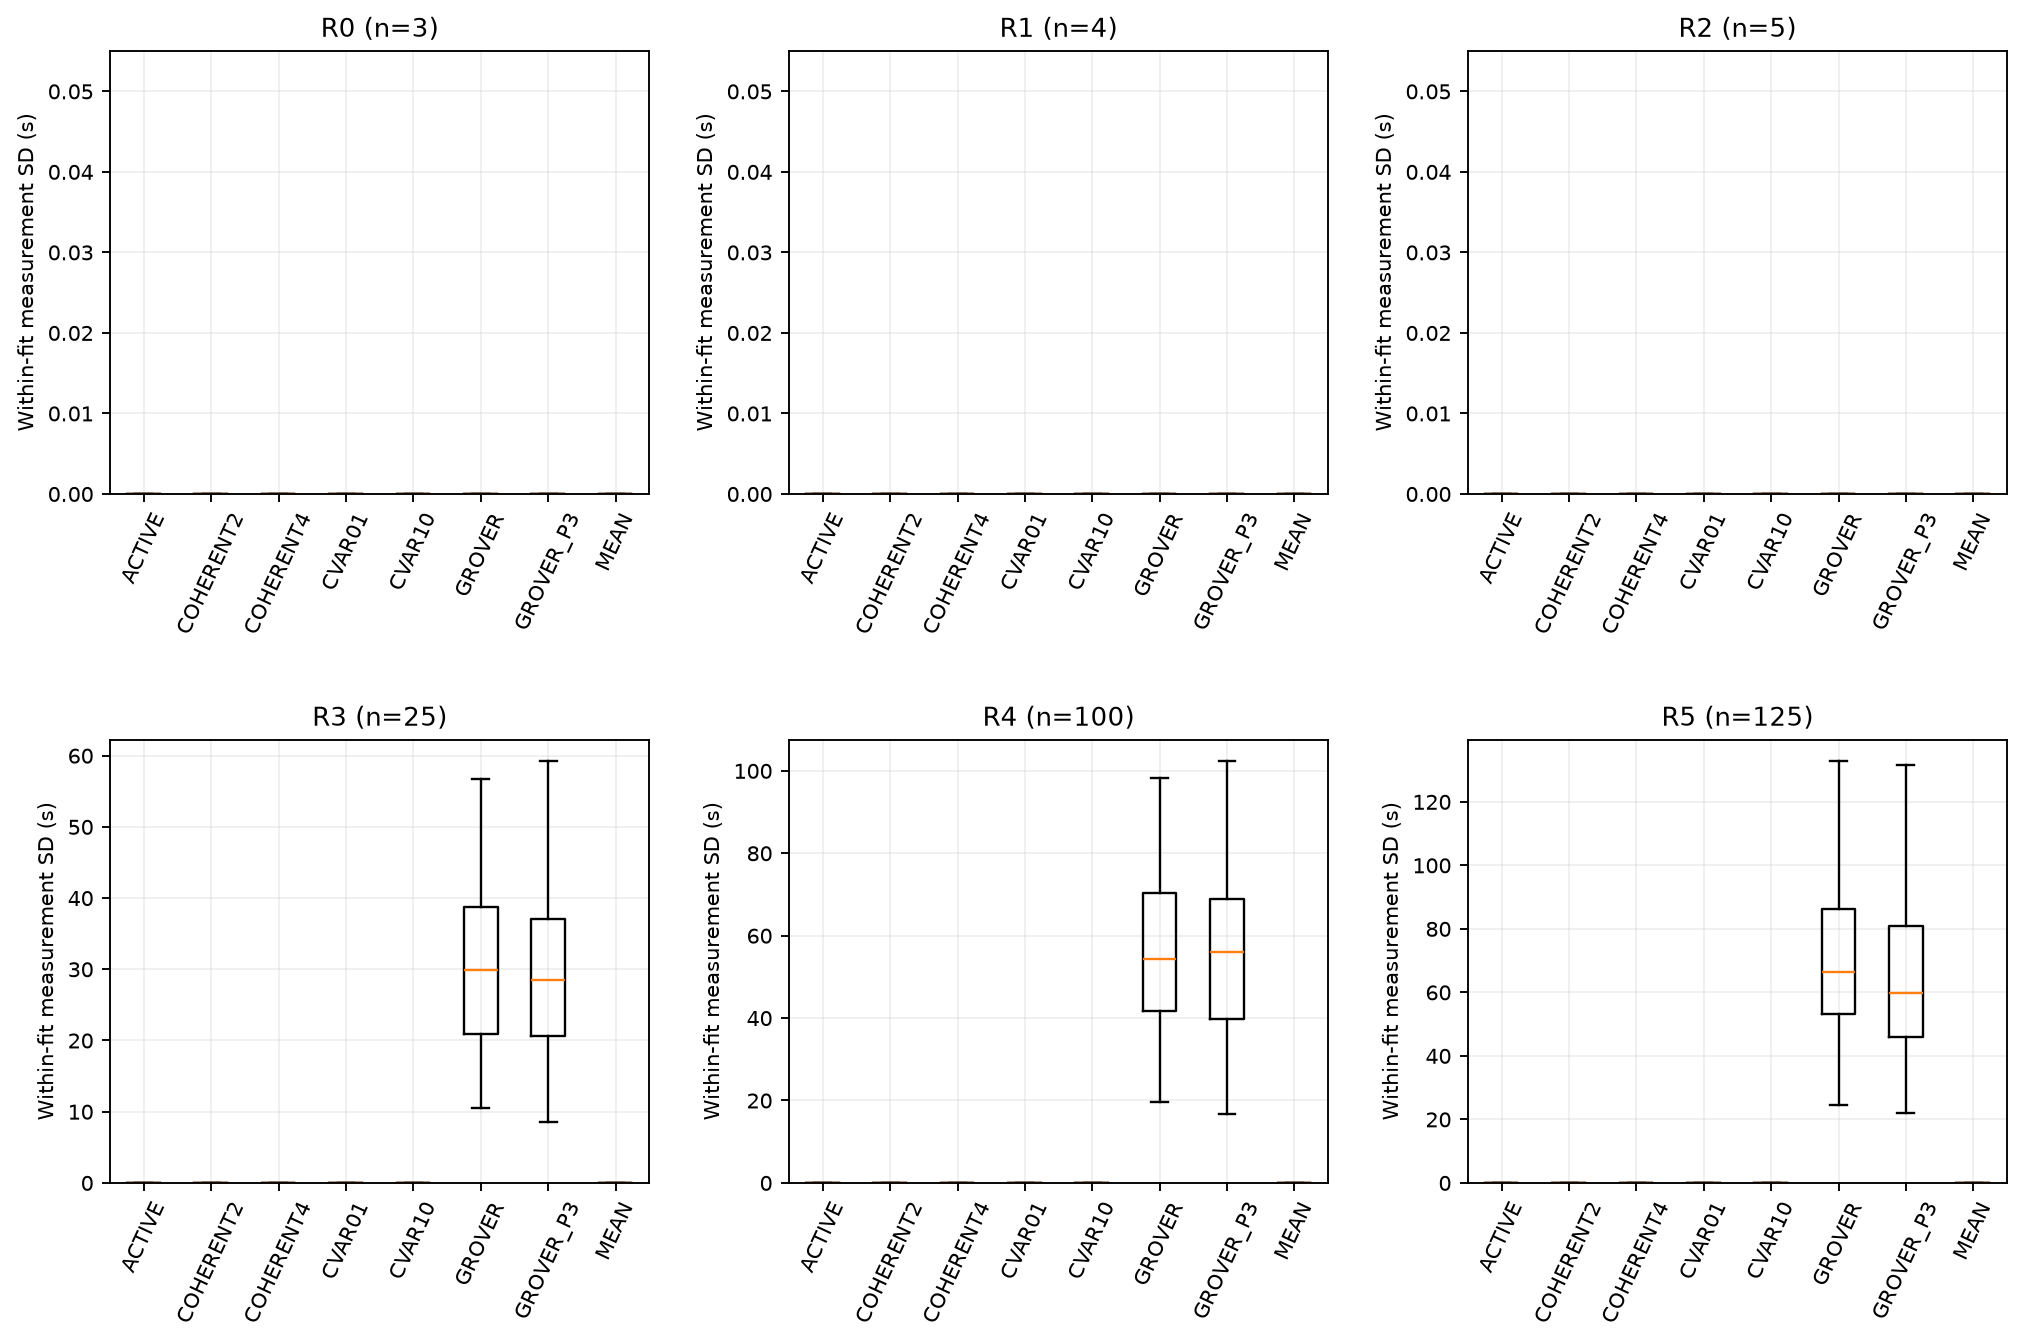 R0 (n=3)
Within-fit measurement SD (s)
0.05
0.04
0.03
0.02
0.01
0.00
ACTIVE
COHERENT2
COHERENT4
CVAR01
CVAR10
GROVER
GROVER_P3
MEAN
R1 (n=4)
Within-fit measurement SD (s)
0.05
0.04
0.03
0.02
0.01
0.00
ACTIVE
COHERENT2
COHERENT4
CVAR01
CVAR10
GROVER
GROVER_P3
MEAN
R2 (n=5)
Within-fit measurement SD (s)
0.05
0.04
0.03
0.02
0.01
0.00
ACTIVE
COHERENT2
COHERENT4
CVAR01
CVAR10
GROVER
GROVER_P3
MEAN
R3 (n=25)
Within-fit measurement SD (s)
60
50
40
30
20
10
0
ACTIVE
COHERENT2
COHERENT4
CVAR01
CVAR10
GROVER
GROVER_P3
MEAN
R4 (n=100)
Within-fit measurement SD (s)
100
80
60
40
20
0
ACTIVE
COHERENT2
COHERENT4
CVAR01
CVAR10
GROVER
GROVER_P3
MEAN
R5 (n=125)
Within-fit measurement SD (s)
120
100
80
60
40
20
0
ACTIVE
COHERENT2
COHERENT4
CVAR01
CVAR10
GROVER
GROVER_P3
MEAN